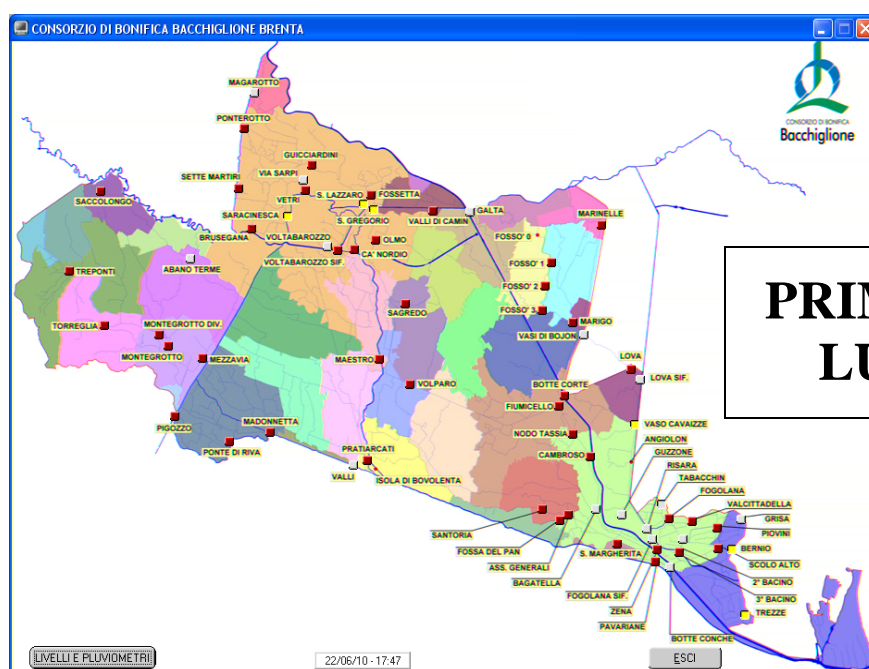 CONSORZIO DI BONIFICA BACCHIGLIONE BRENTA
CONSORZIO DI BONIFICA
Bacchiglione
MAGAROTTO
PONTEROTTO
GUICCIARDINI
VIA SARPI
SETTE MARTIRI
VETRI
S. LAZZARO
FOSSETTA
SACCOLONGO
SARACINESCA
S. GREGORIO
VALLI DI CAMIN
GALTA
MARINELLE
BRUSEGANA
VOLTABAROZZO
OLMO
FOSSO' 0
VOLTABAROZZO SIF.
CA' NORDIO
ABANO TERME
TREPONTI
FOSSO' 1
FOSSO' 2
SAGREDO
FOSSO' 3
MARIGO
TORREGLIA
MONTEGROTTO DIV.
VASI DI BOJON
MONTEGROTTO
MEZZAVIA
MAESTRO
LOVA
LOVA SIF.
VOLPARO
BOTTE CORTE
FIUMICELLO
PIGOZZO
MADONNETTA
VASO CAVAIZZE
NODO TASSIA
ANGIOLON
PONTE DI RIVA
PRATIARCATI
GUZZONE
CAMBROSO
RISARA
VALLI
ISOLA DI BOVOLENTA
TABACCHIN
FOGOLANA
VALCITTADELLA
GRISA
PIOVINI
SANTORIA
FOSSA DEL PAN
S. MARGHERITA
BERNIO
ASS. GENERALI
SCOLO ALTO
BAGATELLA
2° BACINO
FOGOLANA SIF.
3° BACINO
ZENA
TREZZE
PAVARIANE
BOTTE CONCHE
LIVELLI E PLUVIOMETRI
22/06/10 - 17:47
ESCI
PRIN
LU